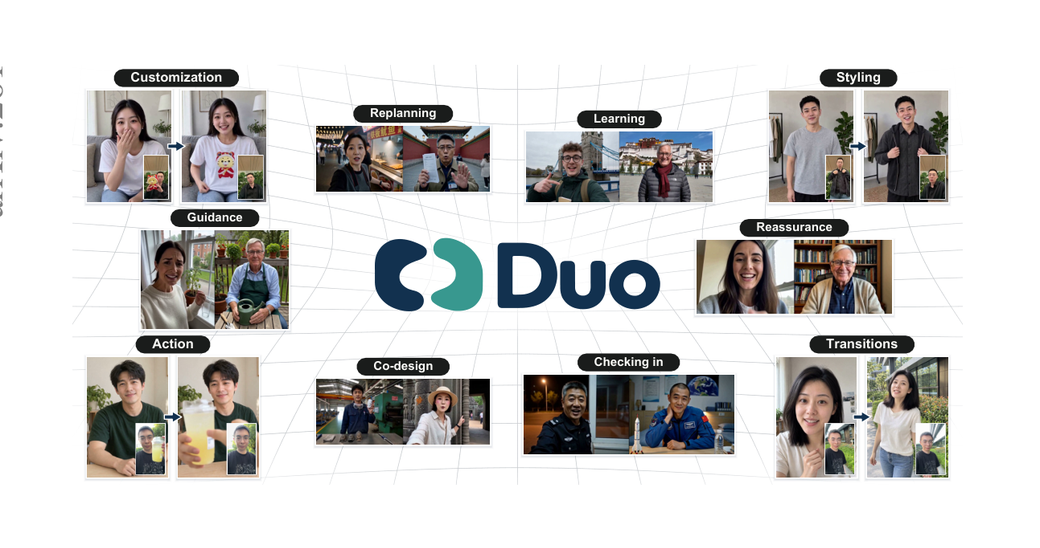 Customization
Styling
Replanning
Learning
Guidance
Reassurance
Duo
Action
Co-design
Checking in
Transitions